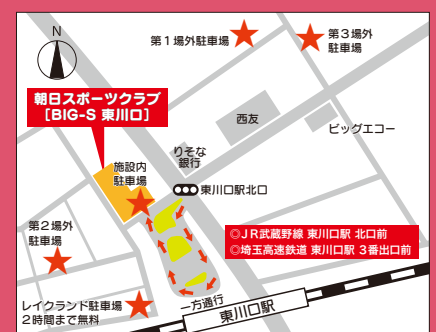 N
第1場外駐車場
第3場外
駐車場
朝日スポーツクラブ
［BIG-S 東川口］
西友
ビッグエコー
りそな
銀行
施設内
駐車場
東川口駅北口
第2場外
駐車場
◎JR武蔵野線 東川口駅 北口前
◎埼玉高速鉄道 東川口駅 3番出口前
レイクランド駐車場
2時間まで無料
一方通行
東川口駅